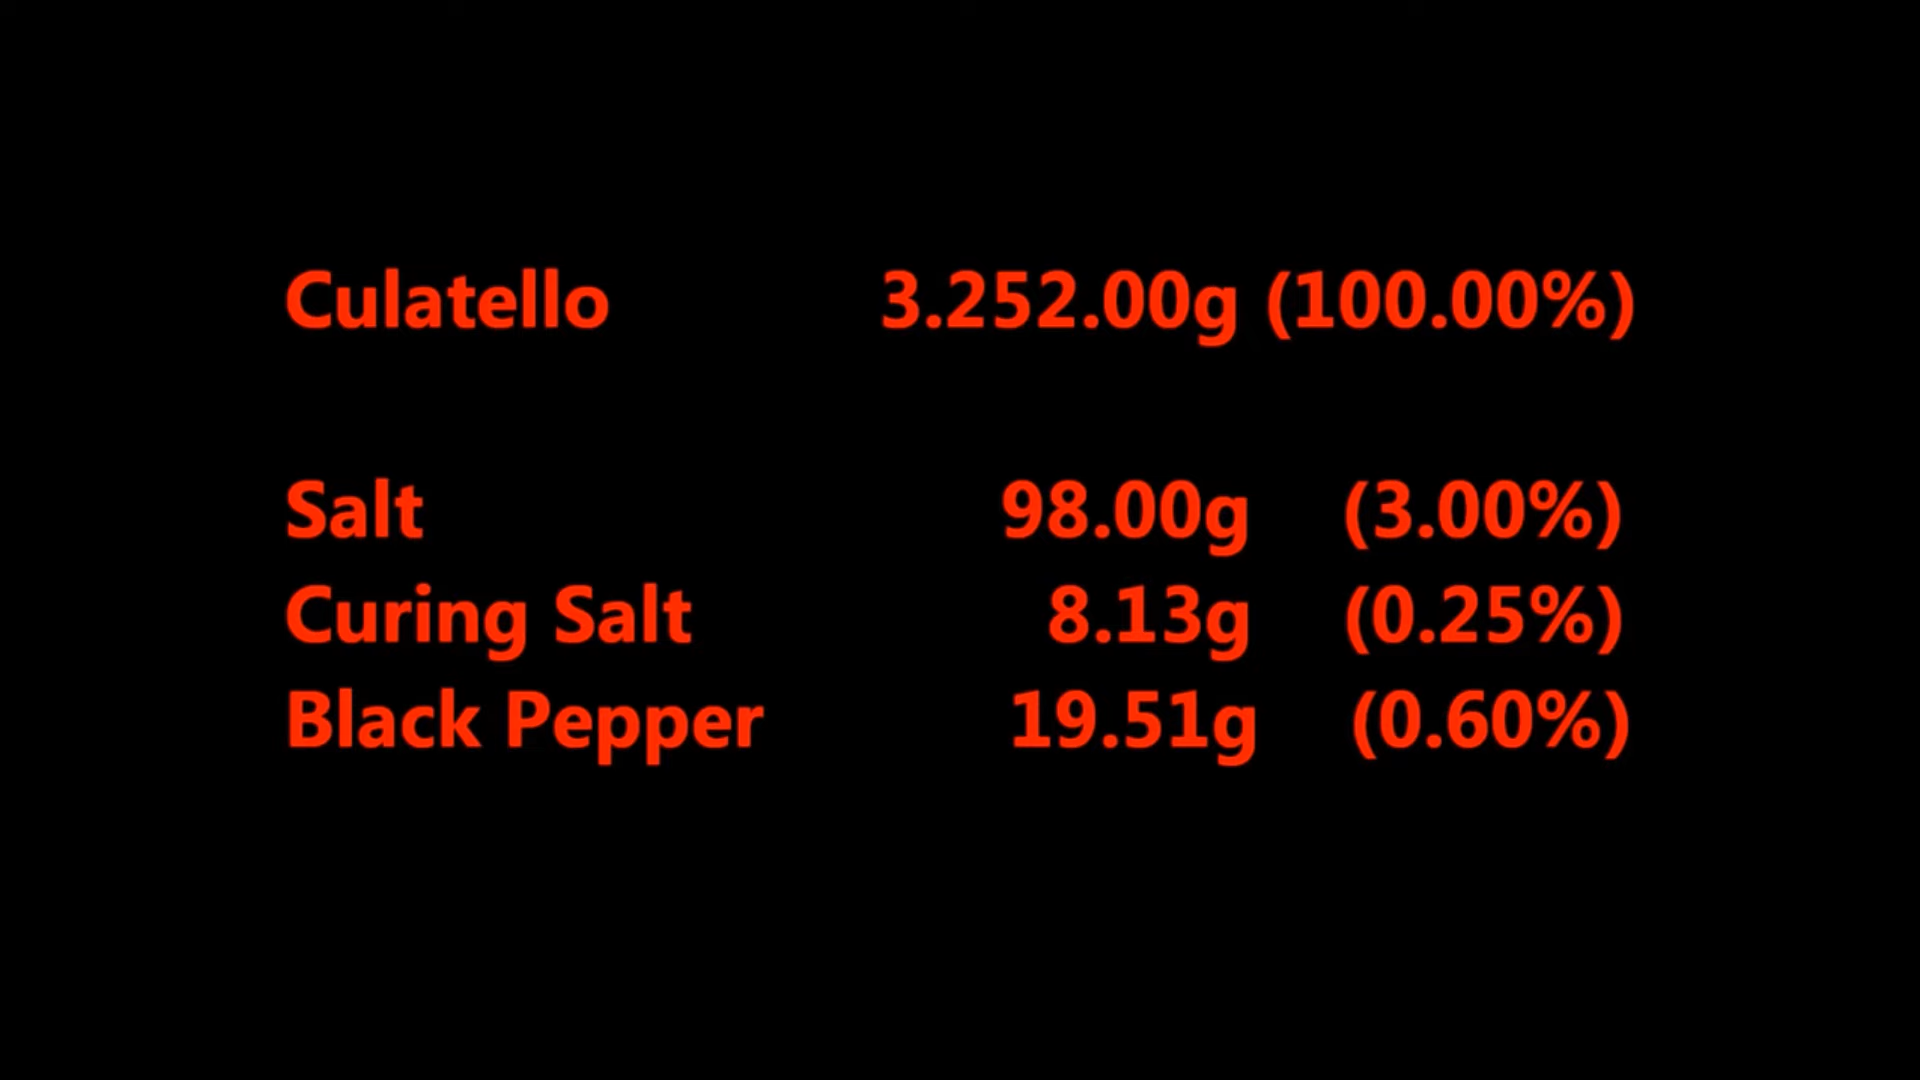 Culatello 3.252.00g (100.00%)
Salt 98.00g (3.00%)
Curing Salt 8.13g (0.25%)
Black Pepper 19.51g (0.60%)